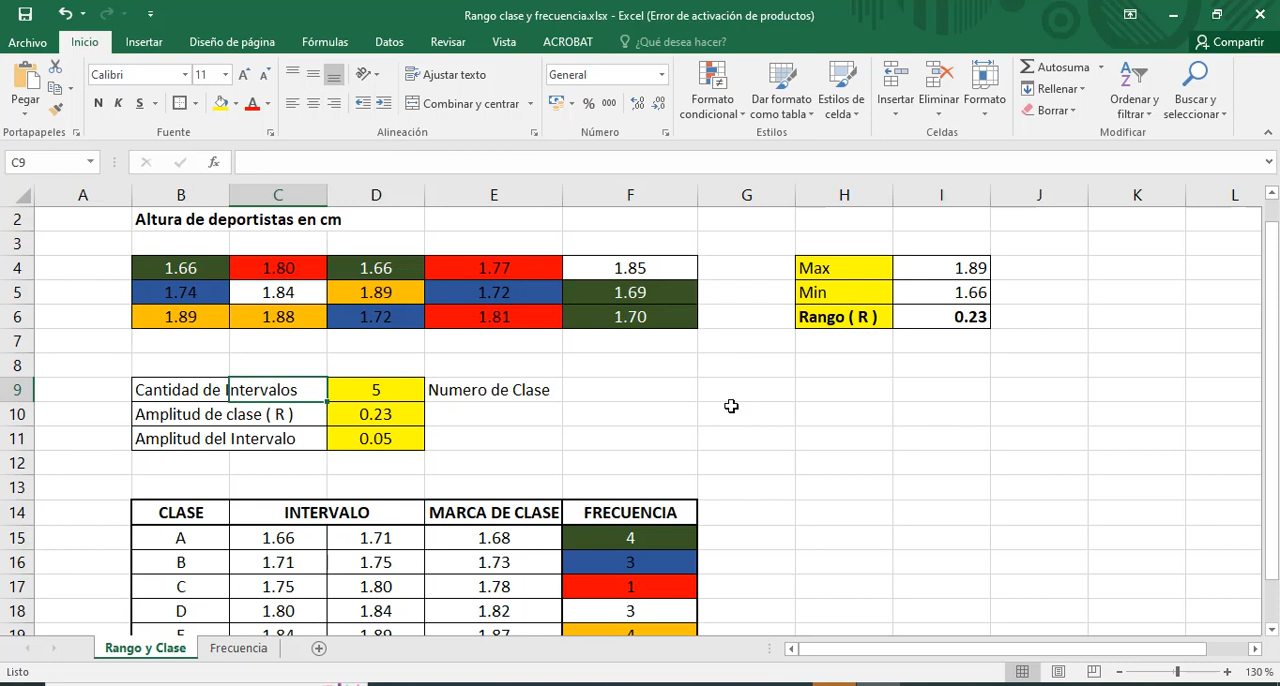 Rango clase y frecuencia.xlsx - Excel (Error de activación de productos)
Archivo Inicio Insertar Diseño de página Fórmulas Datos Revisar Vista ACROBAT ¿Qué desea hacer? Compartir
Pegar Calibri 11 A A Ajustar texto General Formato condicional Dar formato como tabla Estilos de celda Insertar Eliminar Formato Autosuma Rellenar Borrar Ordenar y filtrar Buscar y seleccionar
N K S A Combinar y centrar % 000
Portapapeles Fuente Alineación Número Estilos Celdas Modificar
C9 fx
A B C D E F G H I J K L
2 Altura de deportistas en cm
3
4 1.66 1.80 1.66 1.77 1.85 Max 1.89
5 1.74 1.84 1.89 1.72 1.69 Min 1.66
6 1.89 1.88 1.72 1.81 1.70 Rango ( R ) 0.23
7
8
9 Cantidad de Intervalos 5 Numero de Clase
10 Amplitud de clase ( R ) 0.23
11 Amplitud del Intervalo 0.05
12
13
14 CLASE INTERVALO MARCA DE CLASE FRECUENCIA
15 A 1.66 1.71 1.68 4
16 B 1.71 1.75 1.73 3
17 C 1.75 1.80 1.78 1
18 D 1.80 1.84 1.82 3
19 E 1.84 1.89 1.87 4
Rango y Clase Frecuencia
Listo 130 %